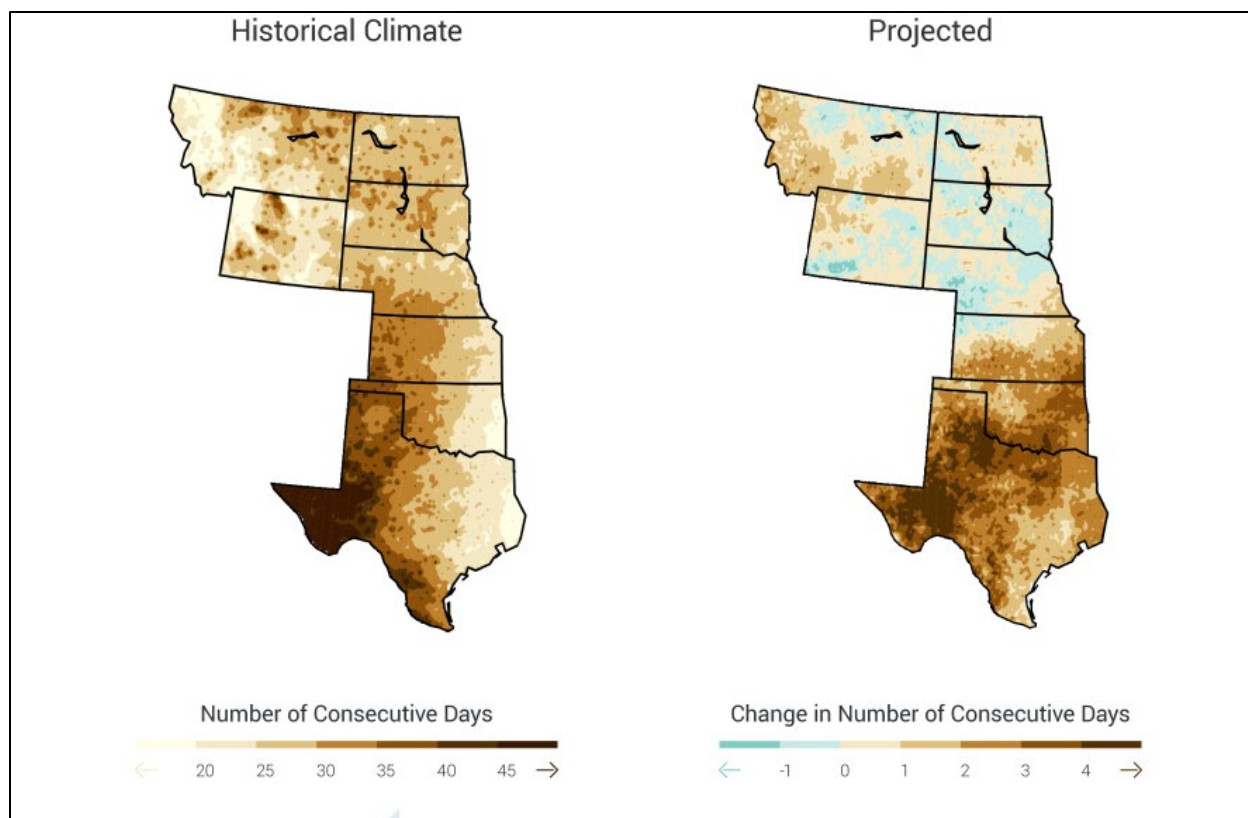 Historical Climate
Projected
Number of Consecutive Days
20 25 30 35 40 45
Change in Number of Consecutive Days
-1 0 1 2 3 4